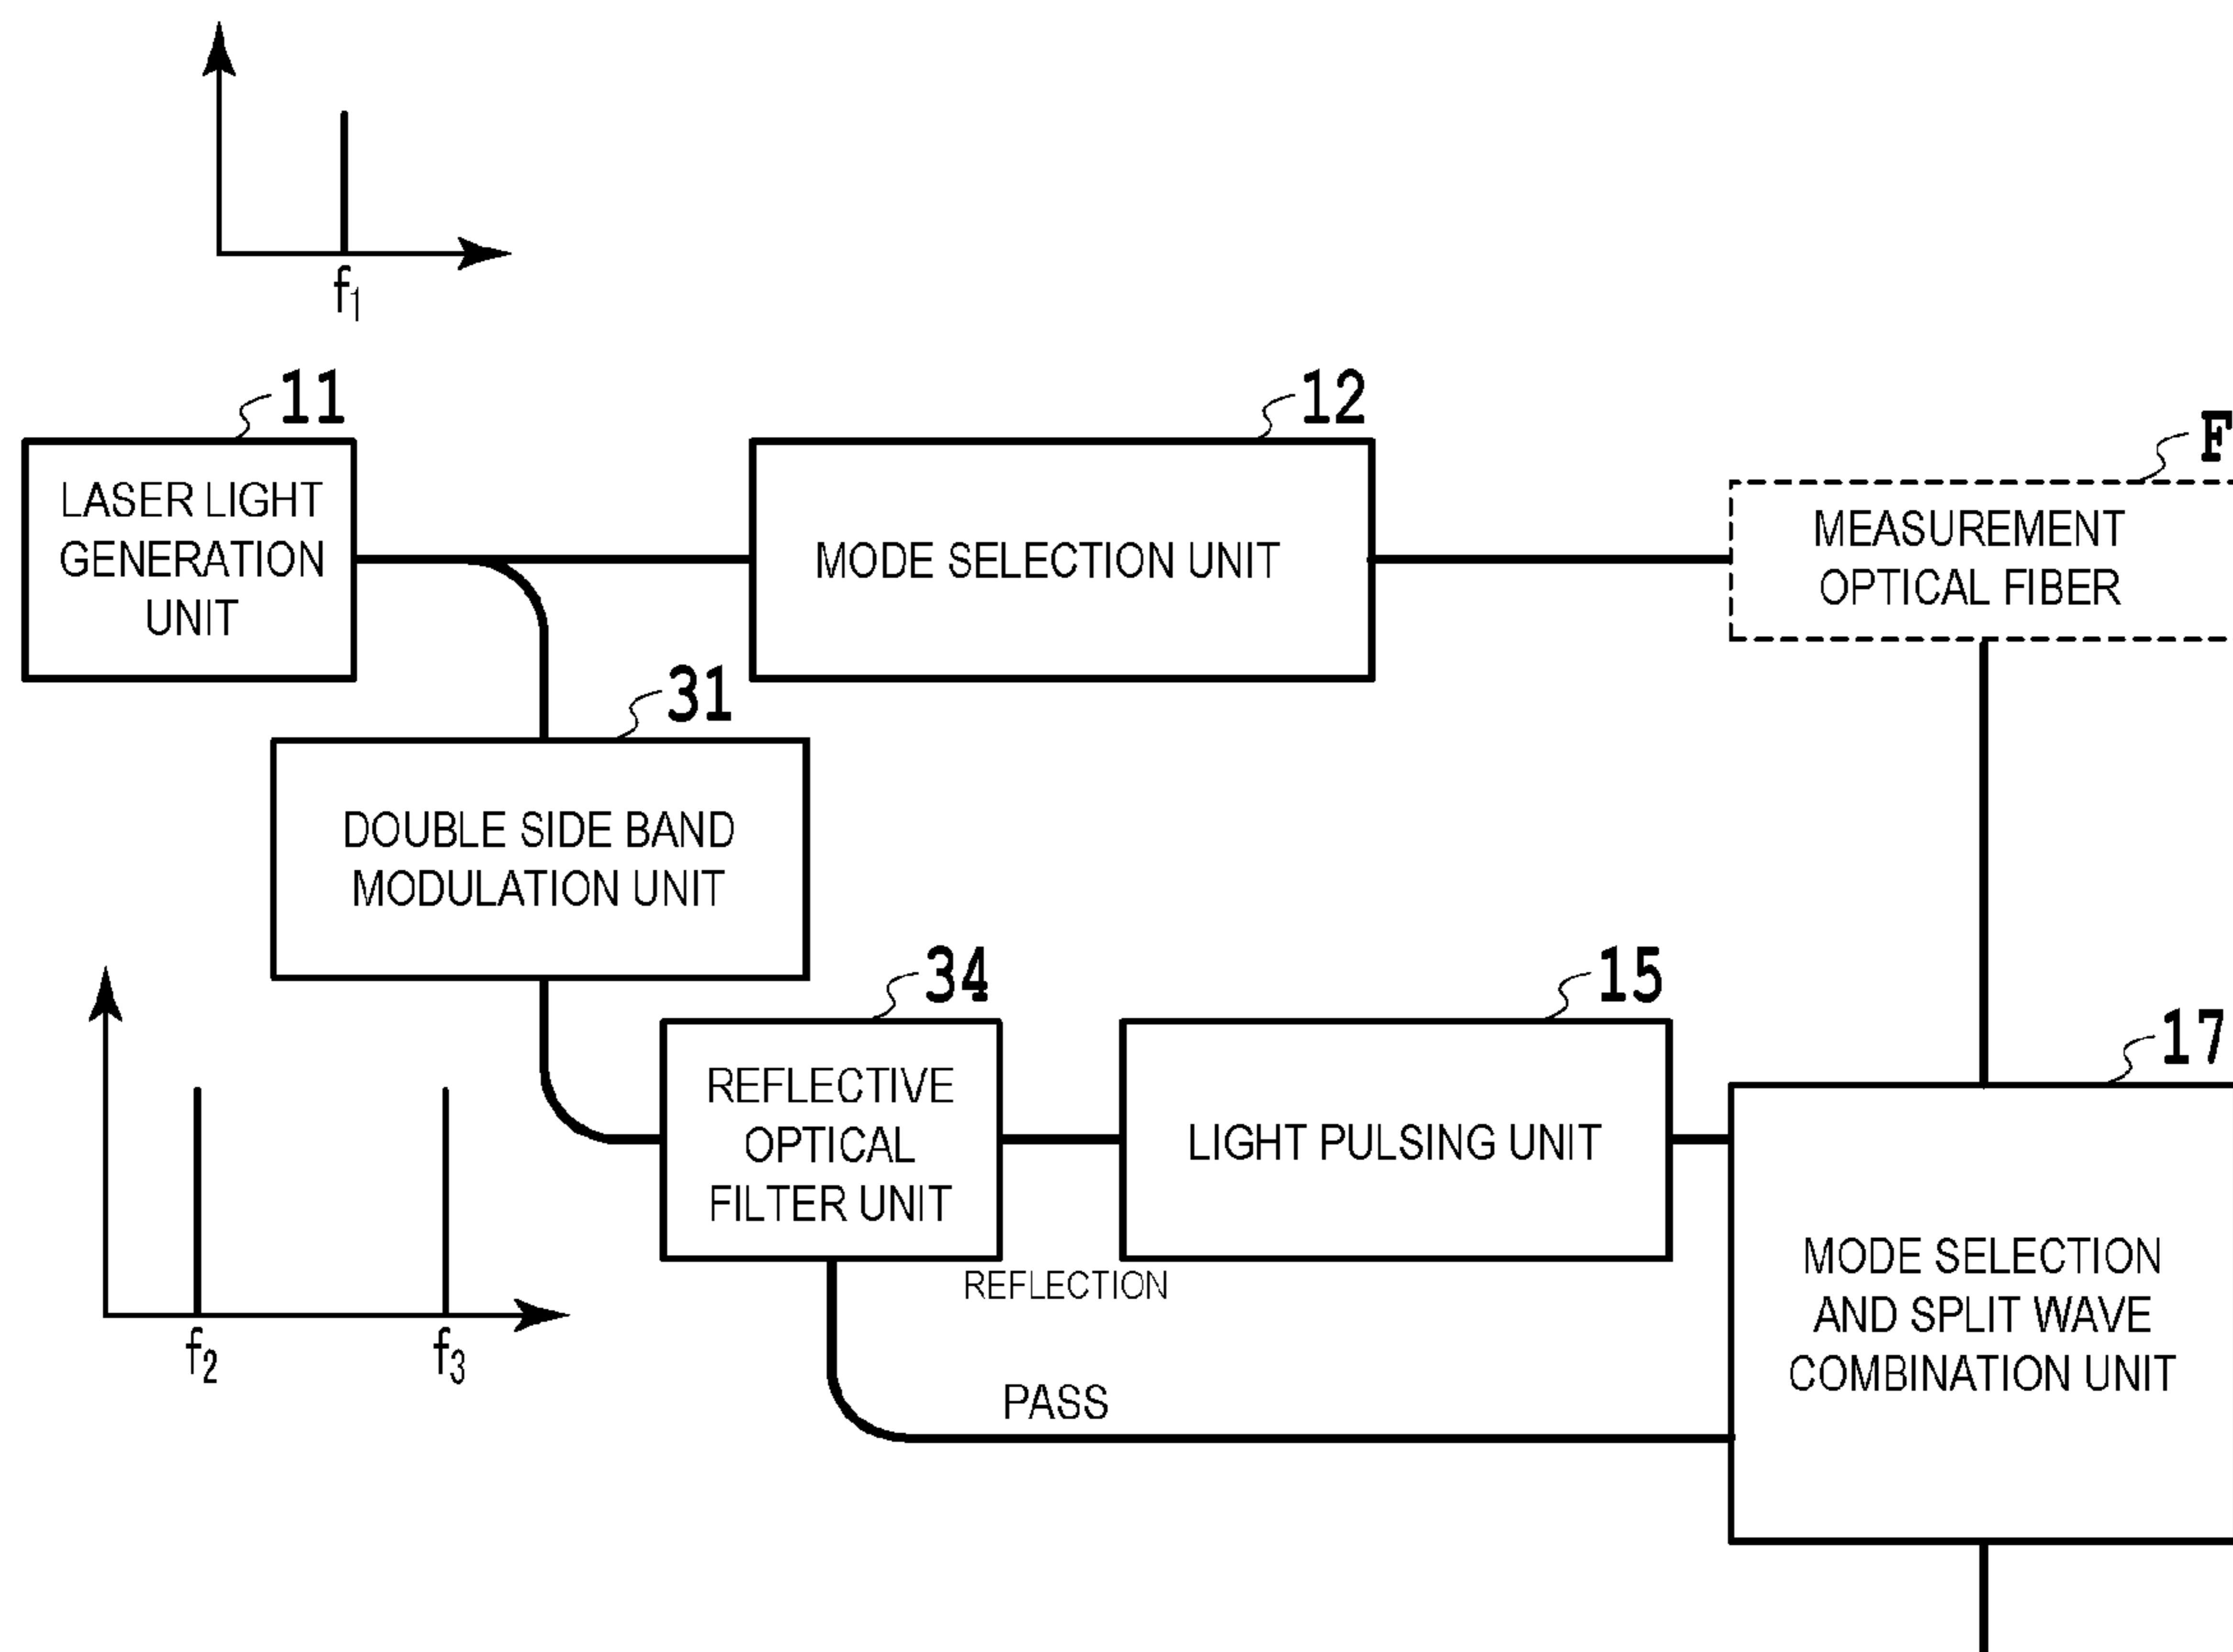 f1
11
12
F
LASER LIGHT
GENERATION
UNIT
MODE SELECTION UNIT
MEASUREMENT
OPTICAL FIBER
31
DOUBLE SIDE BAND
MODULATION UNIT
34
15
17
REFLECTIVE
OPTICAL
FILTER UNIT
LIGHT PULSING UNIT
MODE SELECTION
AND SPLIT WAVE
COMBINATION UNIT
REFLECTION
f2
f3
PASS